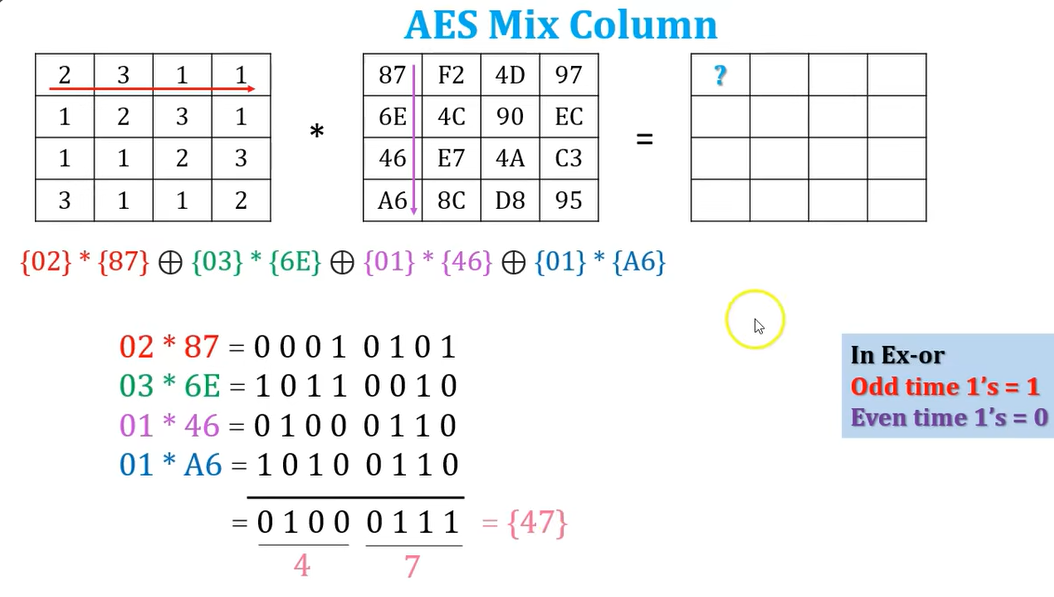 AES Mix Column
2 3 1 1
1 2 3 1
1 1 2 3
3 1 1 2
*
87 F2 4D 97
6E 4C 90 EC
46 E7 4A C3
A6 8C D8 95
=
?
{02} * {87} ⊕ {03} * {6E} ⊕ {01} * {46} ⊕ {01} * {A6}
02 * 87 = 0 0 0 1 0 1 0 1
03 * 6E = 1 0 1 1 0 0 1 0
01 * 46 = 0 1 0 0 0 1 1 0
01 * A6 = 1 0 1 0 0 1 1 0
= 0 1 0 0 0 1 1 1 = {47}
4 7
In Ex-or
Odd time 1's = 1
Even time 1's = 0